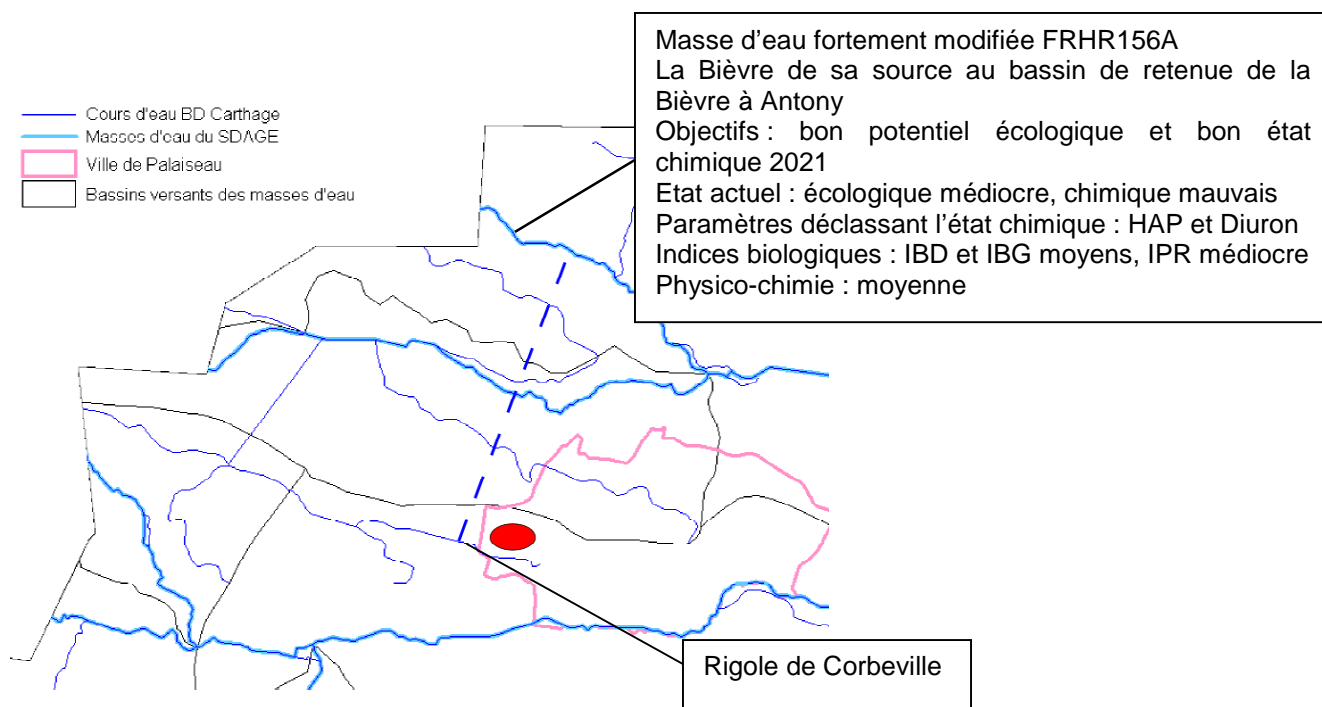 Masse d'eau fortement modifiée FRHR156A
La Bièvre de sa source au bassin de retenue de la
Bièvre à Antony
Objectifs : bon potentiel écologique et bon état
chimique 2021
Etat actuel : écologique médiocre, chimique mauvais
Paramètres déclassant l'état chimique : HAP et Diuron
Indices biologiques : IBD et IBG moyens, IPR médiocre
Physico-chimie : moyenne
Cours d'eau BD Carthage
Masses d'eau du SDAGE
Ville de Palaiseau
Bassins versants des masses d'eau
Rigole de Corbeville